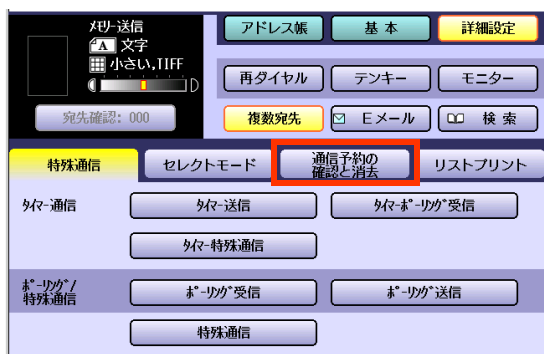 ﾒﾓﾘｰ送信
A 文字
小さい,TIFF
D
宛先確認: 000
アドレス帳
基本
詳細設定
再ダイヤル
テンキー
モニター
複数宛先
Eメール
検索
特殊通信
セレクトモード
通信予約の
確認と消去
リストプリント
ﾀｲﾏｰ通信
ﾀｲﾏｰ送信
ﾀｲﾏｰﾎﾟｰﾘﾝｸﾞ受信
ﾀｲﾏｰ特殊通信
ﾎﾟｰﾘﾝｸﾞ/
特殊通信
ﾎﾟｰﾘﾝｸﾞ受信
ﾎﾟｰﾘﾝｸﾞ送信
特殊通信